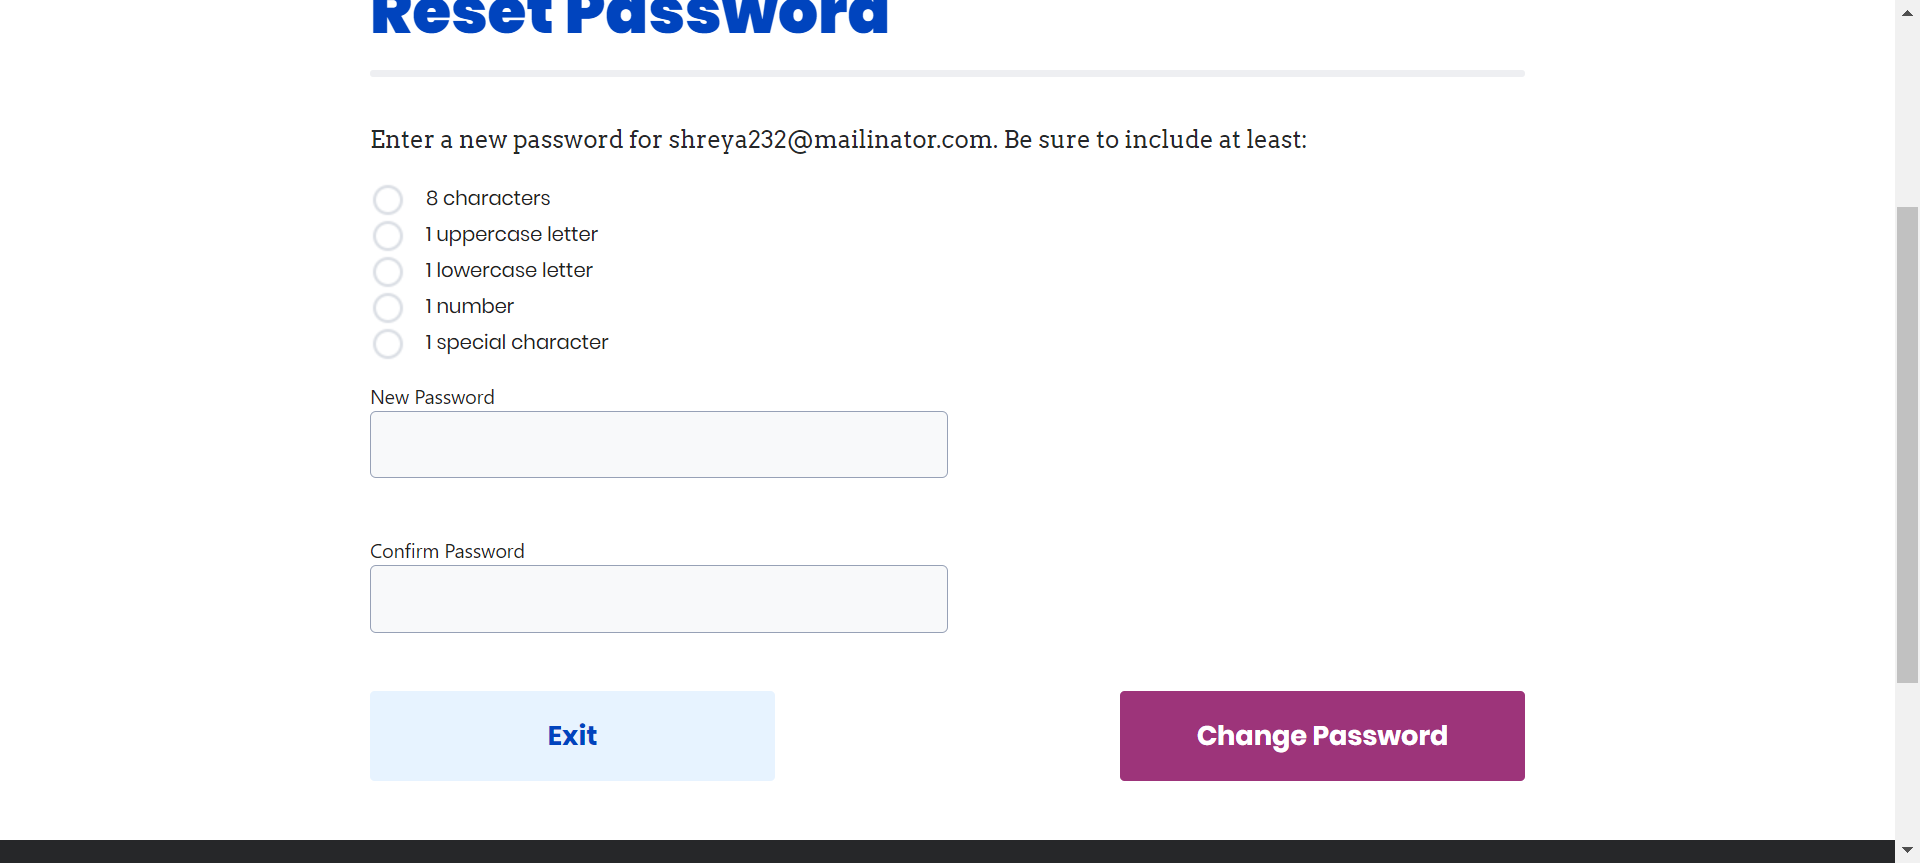 Reset Password
Enter a new password for shreya232@mailinator.com. Be sure to include at least:
8 characters
1 uppercase letter
1 lowercase letter
1 number
1 special character
New Password
Confirm Password
Exit
Change Password